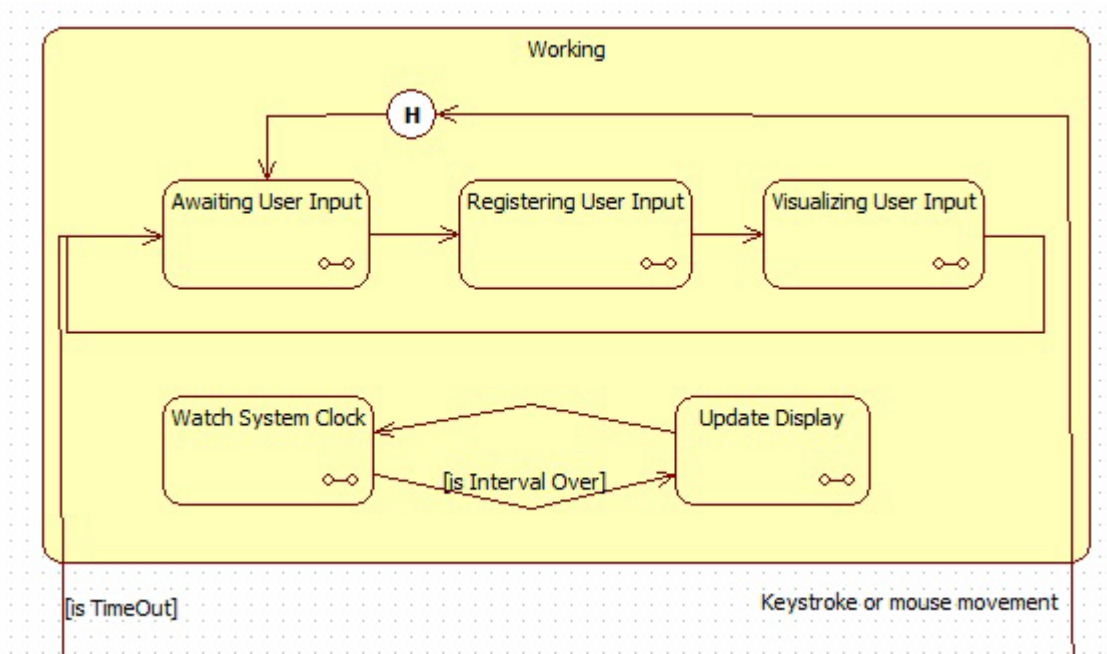 Working
H
Awaiting User Input
Registering User Input
Visualizing User Input
Watch System Clock
Update Display
[is Interval Over]
[is TimeOut]
Keystroke or mouse movement